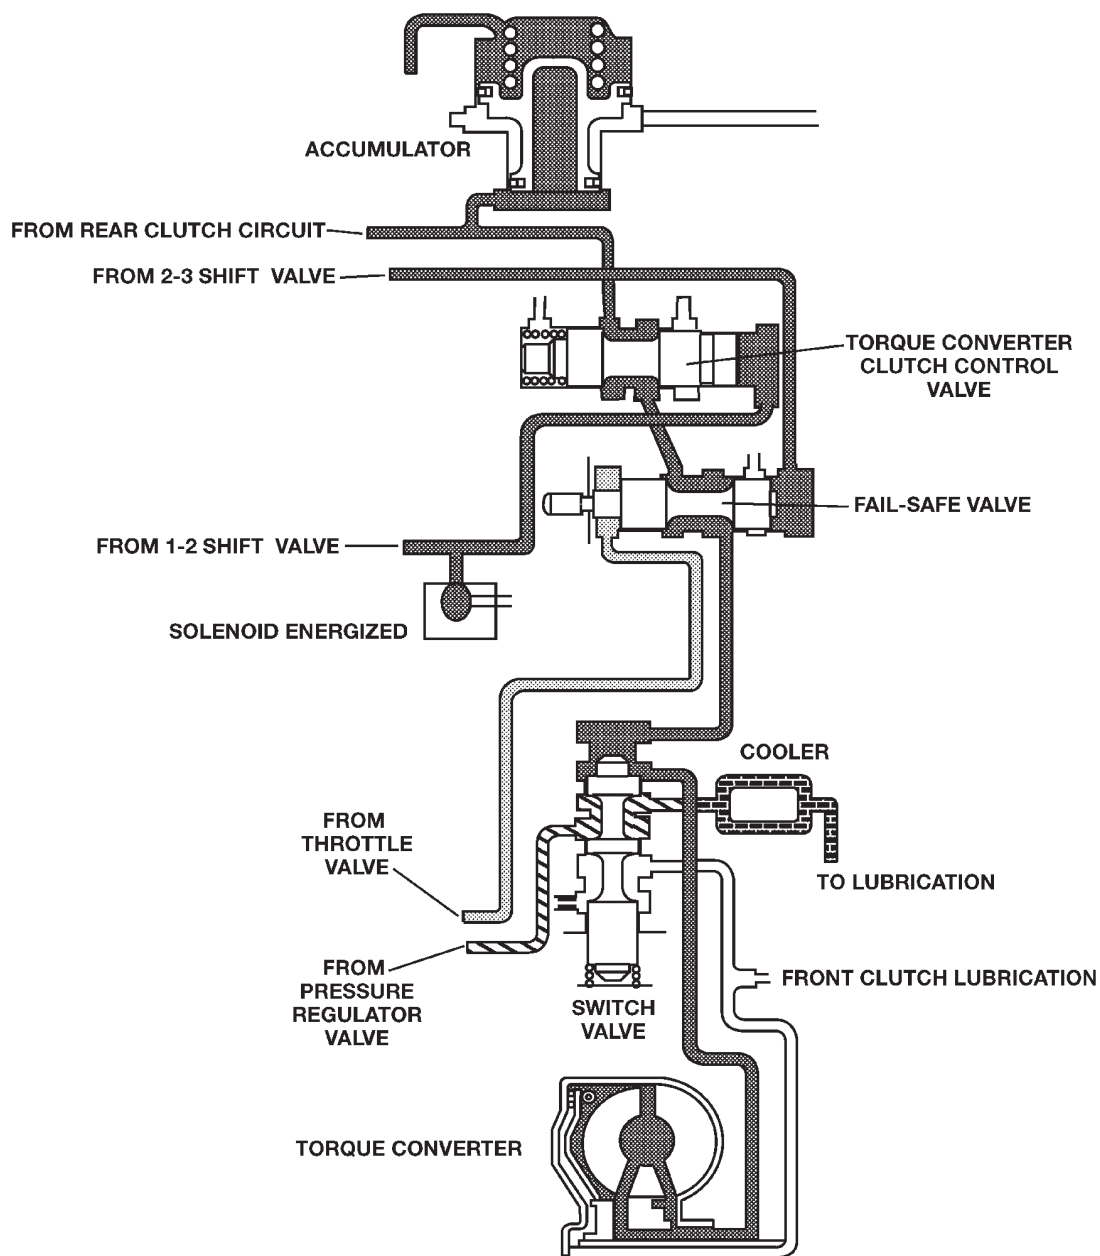 ACCUMULATOR
FROM REAR CLUTCH CIRCUIT
FROM 2-3 SHIFT VALVE
TORQUE CONVERTER
CLUTCH CONTROL
VALVE
FAIL-SAFE VALVE
FROM 1-2 SHIFT VALVE
SOLENOID ENERGIZED
COOLER
FROM
THROTTLE
VALVE
TO LUBRICATION
FROM
PRESSURE
REGULATOR
VALVE
SWITCH
VALVE
FRONT CLUTCH LUBRICATION
TORQUE CONVERTER